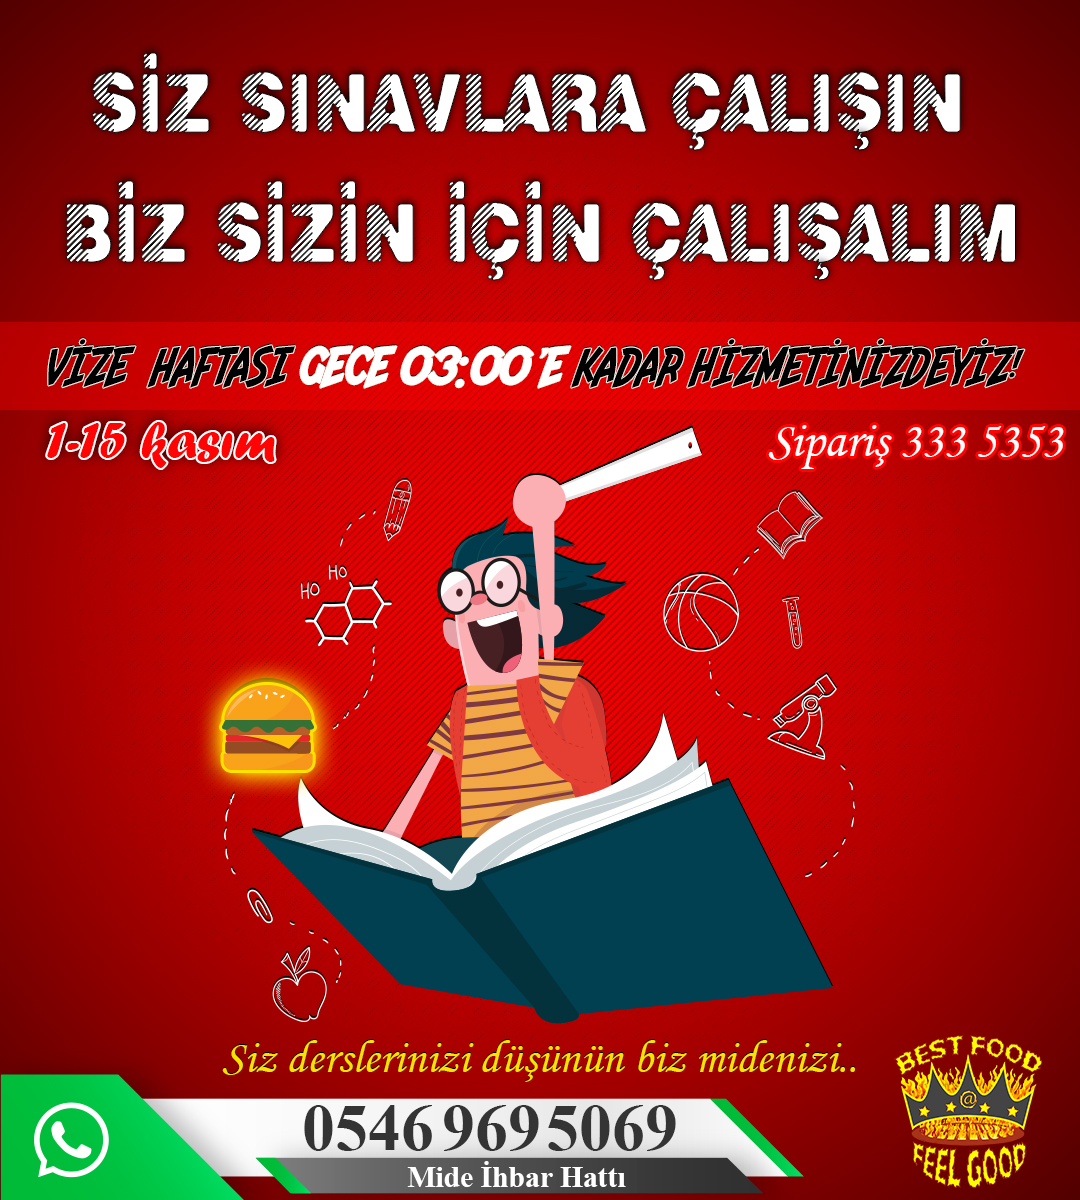 SİZ SINAVLARA ÇALIŞIN
BİZ SİZİN İÇİN ÇALIŞALIM
VİZE HAFTASI GECE 03:00'E KADAR HİZMETİNİZDEYİZ!
1-15 kasım
Sipariş 333 5353
HO
HO
Siz derslerinizi düşünün biz midenizi..
BEST FOOD
@
FEEL GOOD
0546 969 5069
Mide İhbar Hattı